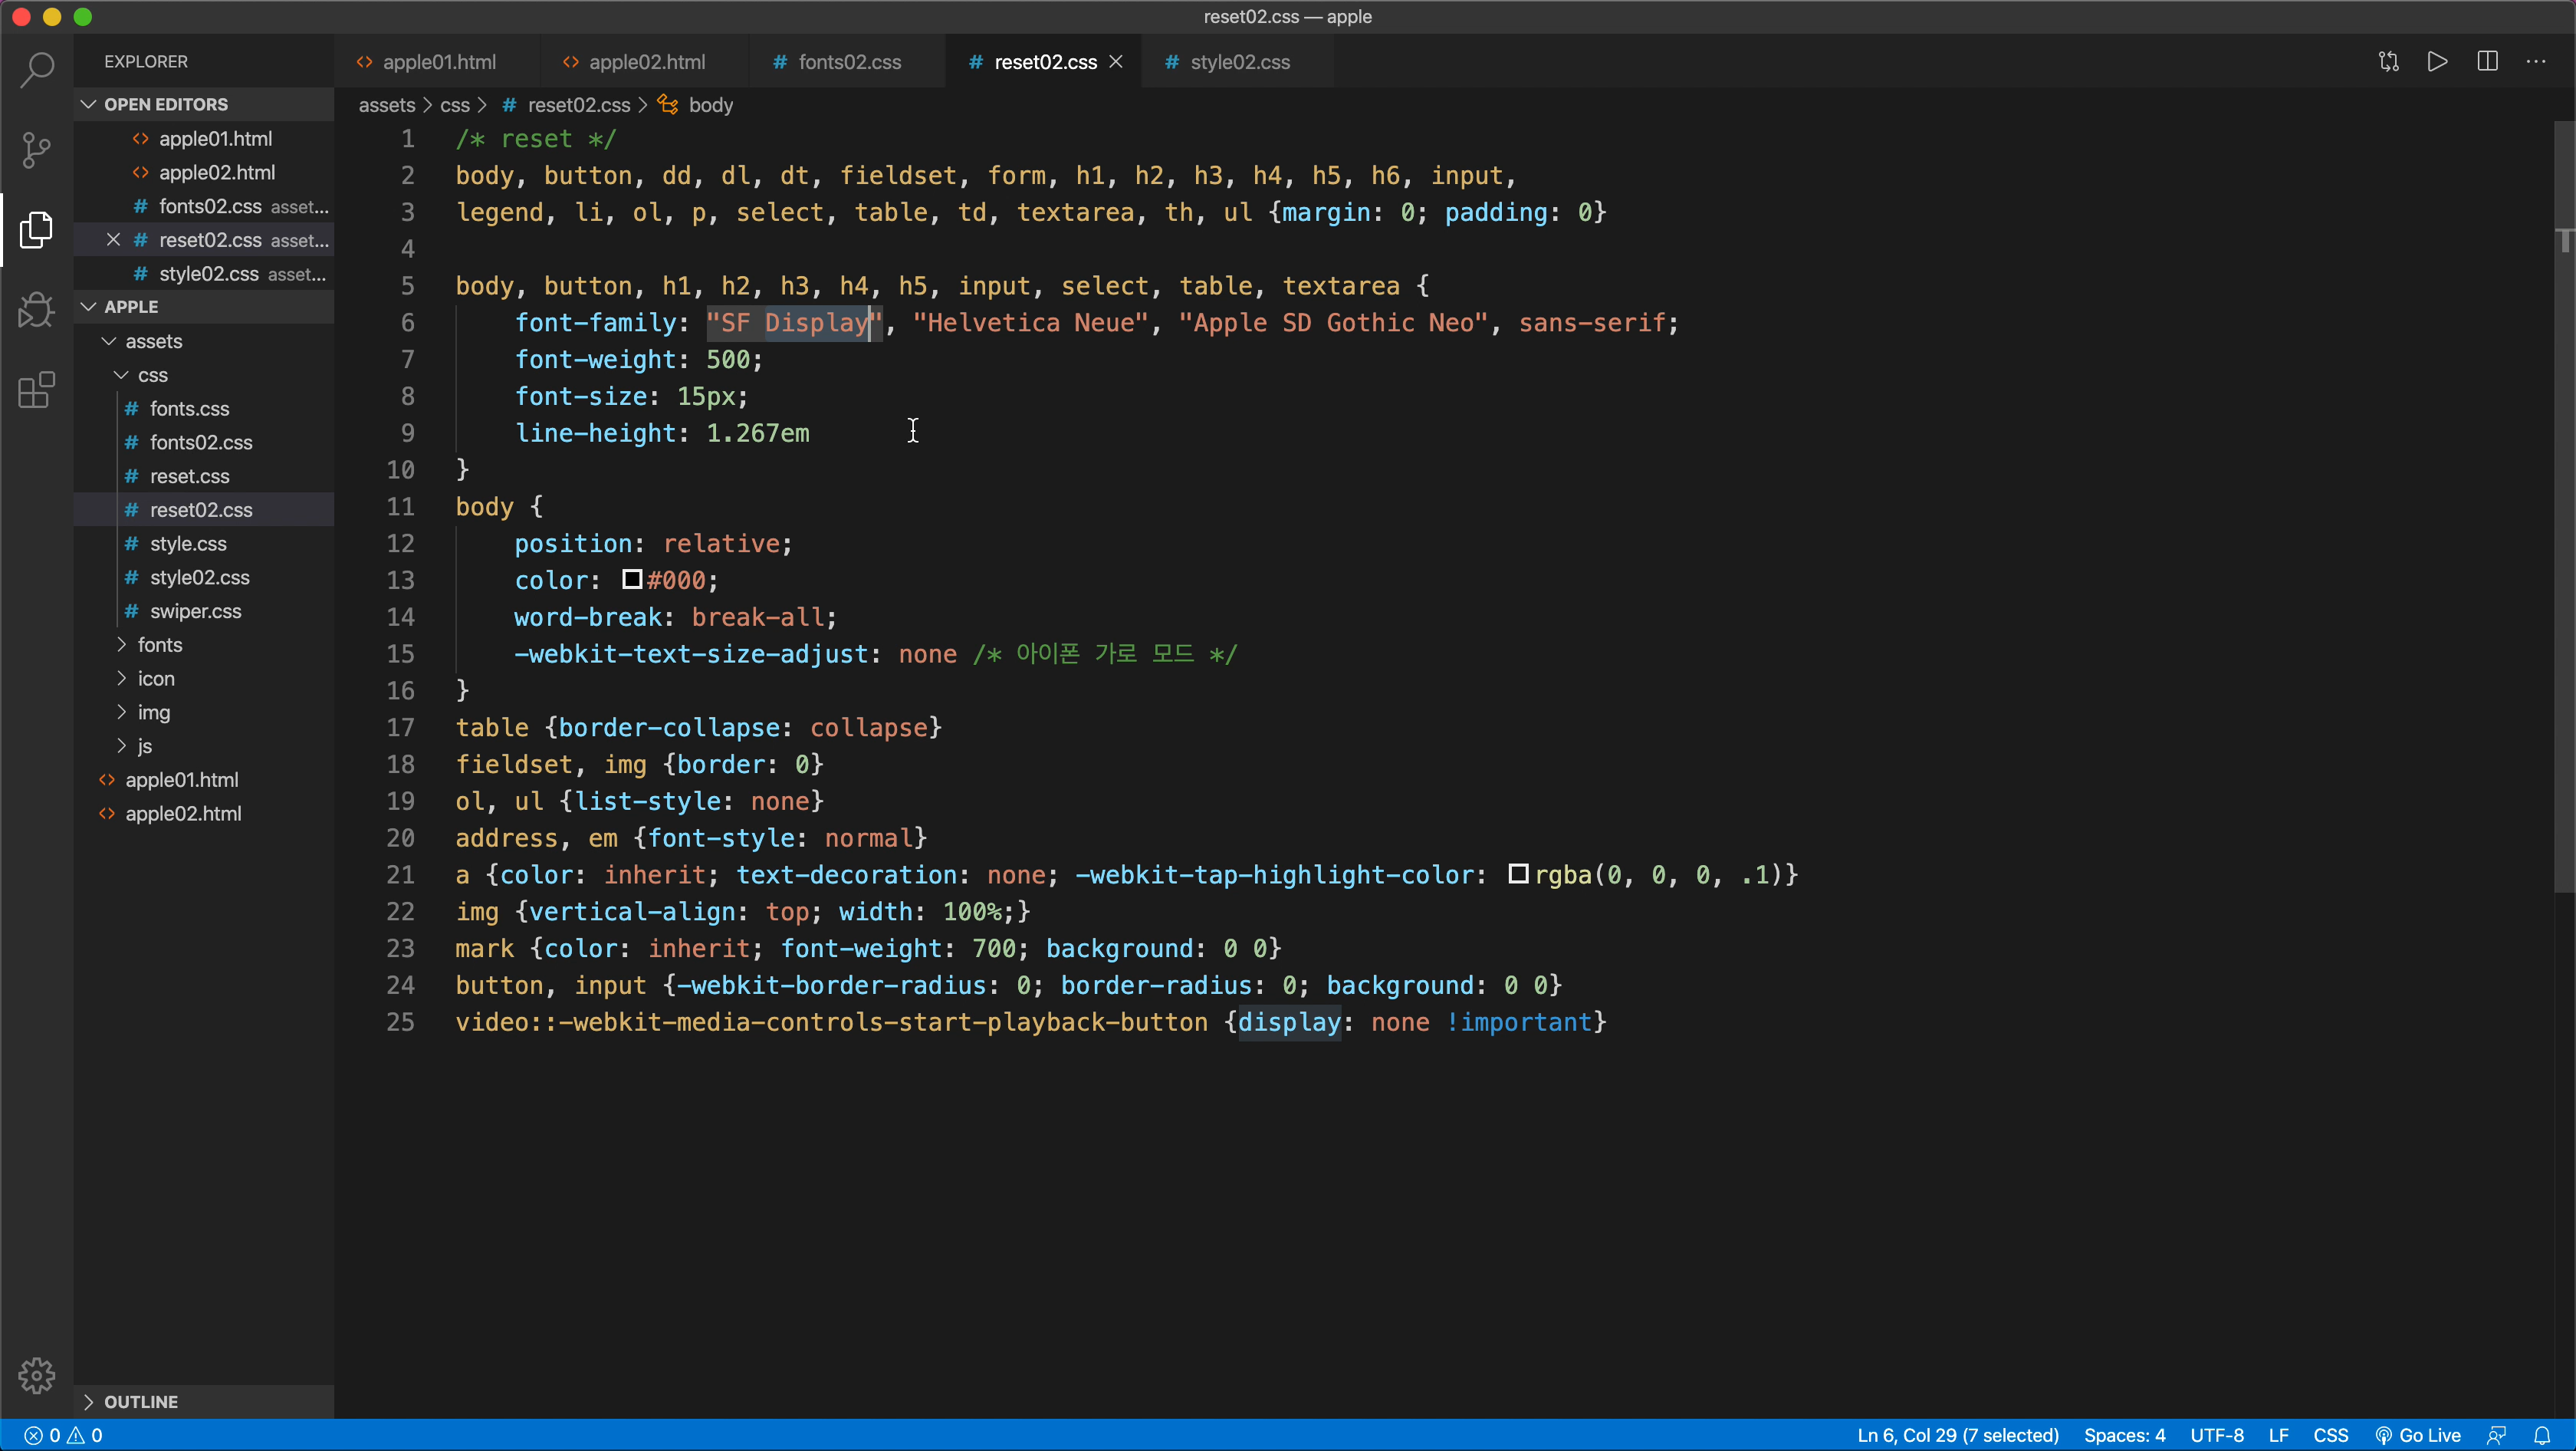 reset02.css — apple
EXPLORER
OPEN EDITORS
apple01.html
apple02.html
# fonts02.css asset...
# reset02.css asset...
# style02.css asset...
APPLE
assets
css
# fonts.css
# fonts02.css
# reset.css
# reset02.css
# style.css
# style02.css
# swiper.css
fonts
icon
img
js
apple01.html
apple02.html
OUTLINE
apple01.html
apple02.html
# fonts02.css
# reset02.css
# style02.css
assets > css > # reset02.css > body
1 /* reset */
2 body, button, dd, dl, dt, fieldset, form, h1, h2, h3, h4, h5, h6, input,
3 legend, li, ol, p, select, table, td, textarea, th, ul {margin: 0; padding: 0}
4
5 body, button, h1, h2, h3, h4, h5, input, select, table, textarea {
6 font-family: "SF Display", "Helvetica Neue", "Apple SD Gothic Neo", sans-serif;
7 font-weight: 500;
8 font-size: 15px;
9 line-height: 1.267em
10 }
11 body {
12 position: relative;
13 color: #000;
14 word-break: break-all;
15 -webkit-text-size-adjust: none /* 아이폰 가로 모드 */
16 }
17 table {border-collapse: collapse}
18 fieldset, img {border: 0}
19 ol, ul {list-style: none}
20 address, em {font-style: normal}
21 a {color: inherit; text-decoration: none; -webkit-tap-highlight-color: rgba(0, 0, 0, .1)}
22 img {vertical-align: top; width: 100%;}
23 mark {color: inherit; font-weight: 700; background: 0 0}
24 button, input {-webkit-border-radius: 0; border-radius: 0; background: 0 0}
25 video::-webkit-media-controls-start-playback-button {display: none !important}
0 0
Ln 6, Col 29 (7 selected) Spaces: 4 UTF-8 LF CSS Go Live